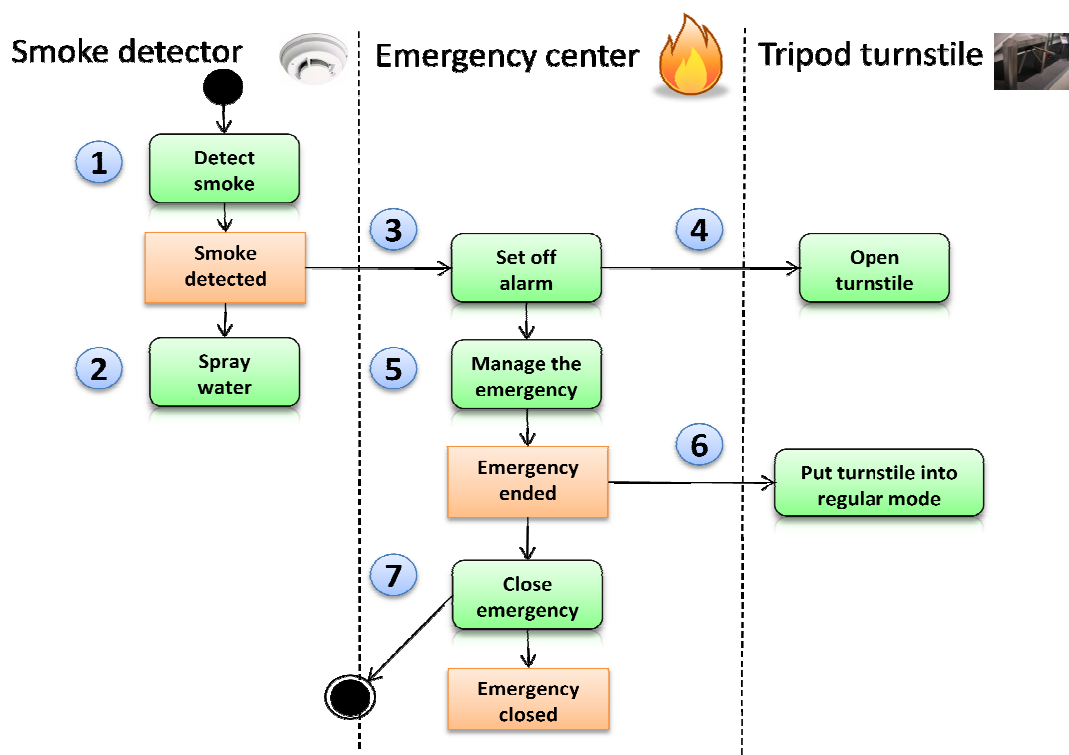 Smoke detector
Emergency center
Tripod turnstile
1
Detect
smoke
Smoke
detected
3
Set off
alarm
4
Open
turnstile
2
Spray
water
5
Manage the
emergency
6
Emergency
ended
Put turnstile into
regular mode
7
Close
emergency
Emergency
closed